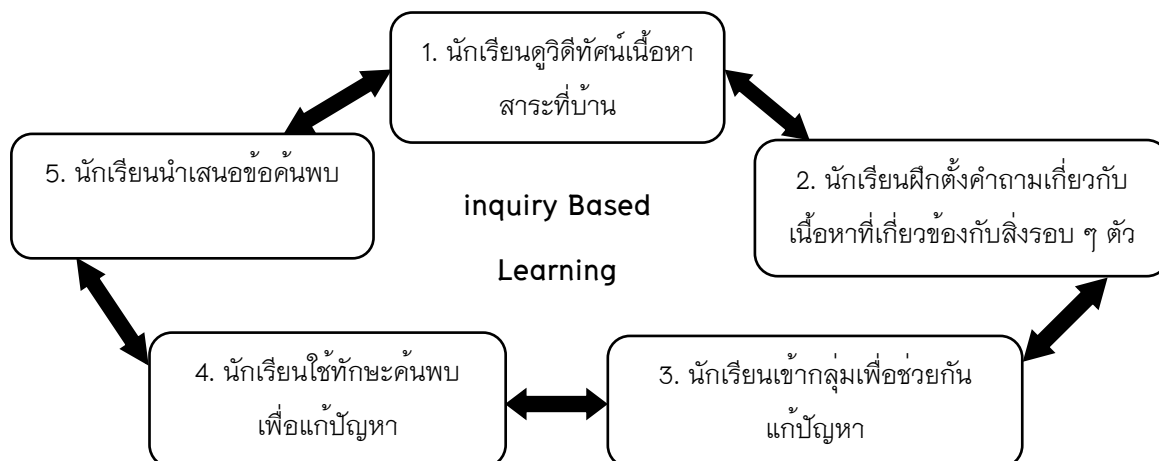 1. นักเรียนดูวิดีทัศน์เนื้อหา
สาระที่บ้าน
2. นักเรียนฝึกตั้งคำถามเกี่ยวกับ
เนื้อหาที่เกี่ยวข้องกับสิ่งรอบ ๆ ตัว
3. นักเรียนเข้ากลุ่มเพื่อช่วยกัน
แก้ปัญหา
4. นักเรียนใช้ทักษะค้นพบ
เพื่อแก้ปัญหา
5. นักเรียนนำเสนอข้อค้นพบ
inquiry Based
Learning